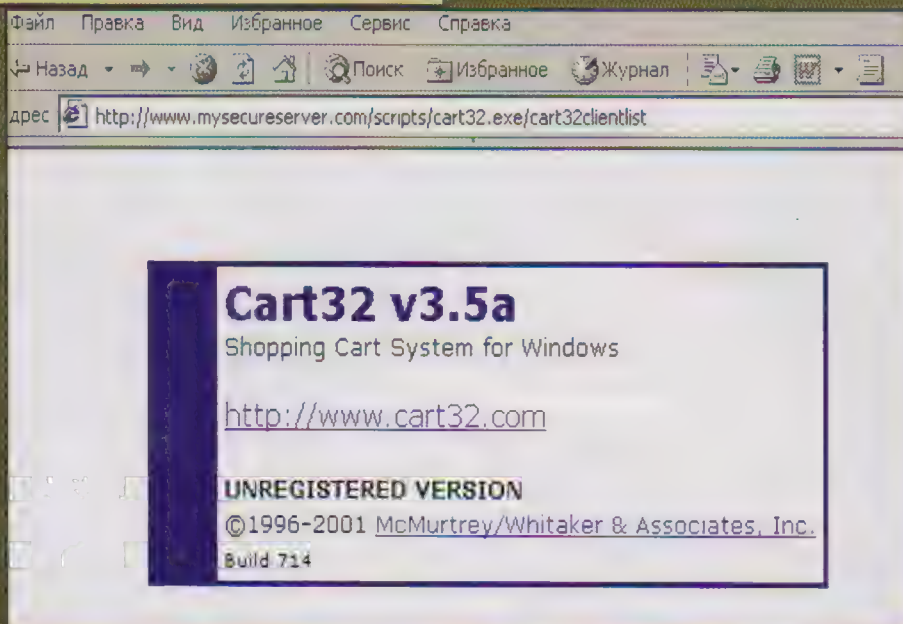 Файл Правка Вид Избранное Сервис Справка
Назад Поиск Избранное Журнал
дрес http://www.mysecureserver.com/scripts/cart32.exe/cart32clientlist
Cart32 v3.5a
Shopping Cart System for Windows
http://www.cart32.com
UNREGISTERED VERSION
©1996-2001 McMurtrey/Whitaker & Associates, Inc.
Build 714